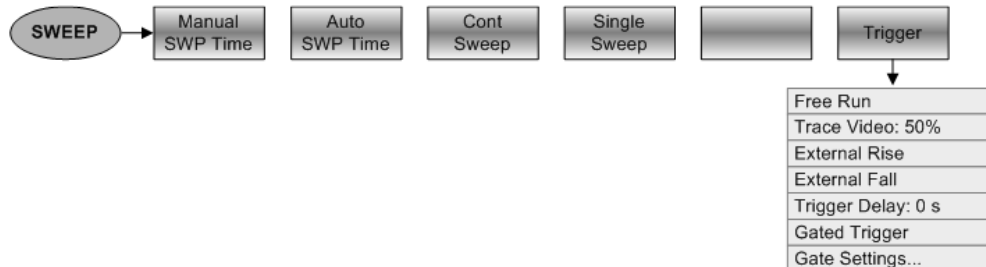 SWEEP
Manual
SWP Time
Auto
SWP Time
Cont
Sweep
Single
Sweep
Trigger
Free Run
Trace Video: 50%
External Rise
External Fall
Trigger Delay: 0 s
Gated Trigger
Gate Settings...